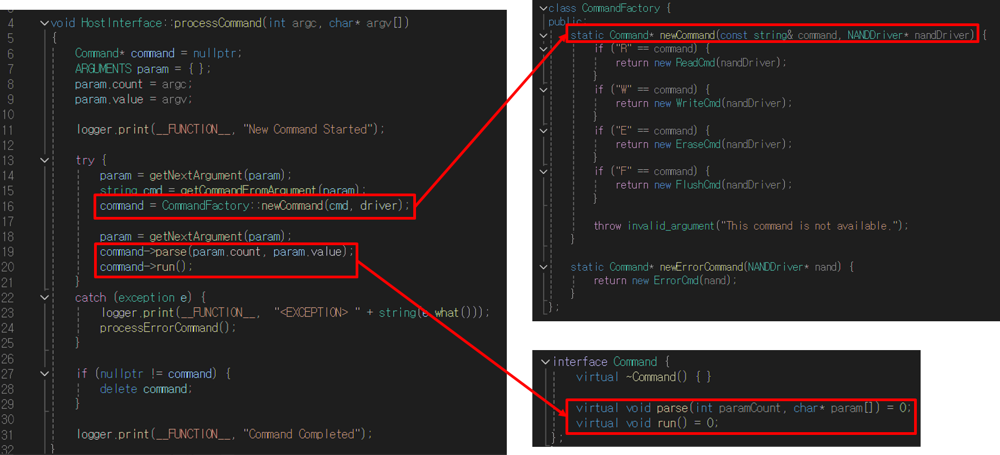 4 void HostInterface::processCommand(int argc, char* argv[])
5 {
6 Command* command = nullptr;
7 ARGUMENTS param = { };
8 param.count = argc;
9 param.value = argv;
10
11 logger.print(__FUNCTION__, "New Command Started");
12
13 try {
14 param = getNextArgument(param);
15 string cmd = getCommandFromArgument(param);
16 command = CommandFactory::newCommand(cmd, driver);
17
18 param = getNextArgument(param);
19 command->parse(param.count, param.value);
20 command->run();
21 }
22 catch (exception e) {
23 logger.print(__FUNCTION__, "<EXCEPTION> " + string(e.what()));
24 processErrorCommand();
25 }
26
27 if (nullptr != command) {
28 delete command;
29 }
30
31 logger.print(__FUNCTION__, "Command Completed");
32 }
class CommandFactory {
public:
static Command* newCommand(const string& command, NANDDriver* nandDriver) {
if ("R" == command) {
return new ReadCmd(nandDriver);
}
if ("W" == command) {
return new WriteCmd(nandDriver);
}
if ("E" == command) {
return new EraseCmd(nandDriver);
}
if ("F" == command) {
return new FlushCmd(nandDriver);
}
throw invalid_argument("This command is not available.");
}
static Command* newErrorCommand(NANDDriver* nand) {
return new ErrorCmd(nand);
}
};
interface Command {
virtual ~Command() { }
virtual void parse(int paramCount, char* param[]) = 0;
virtual void run() = 0;
};